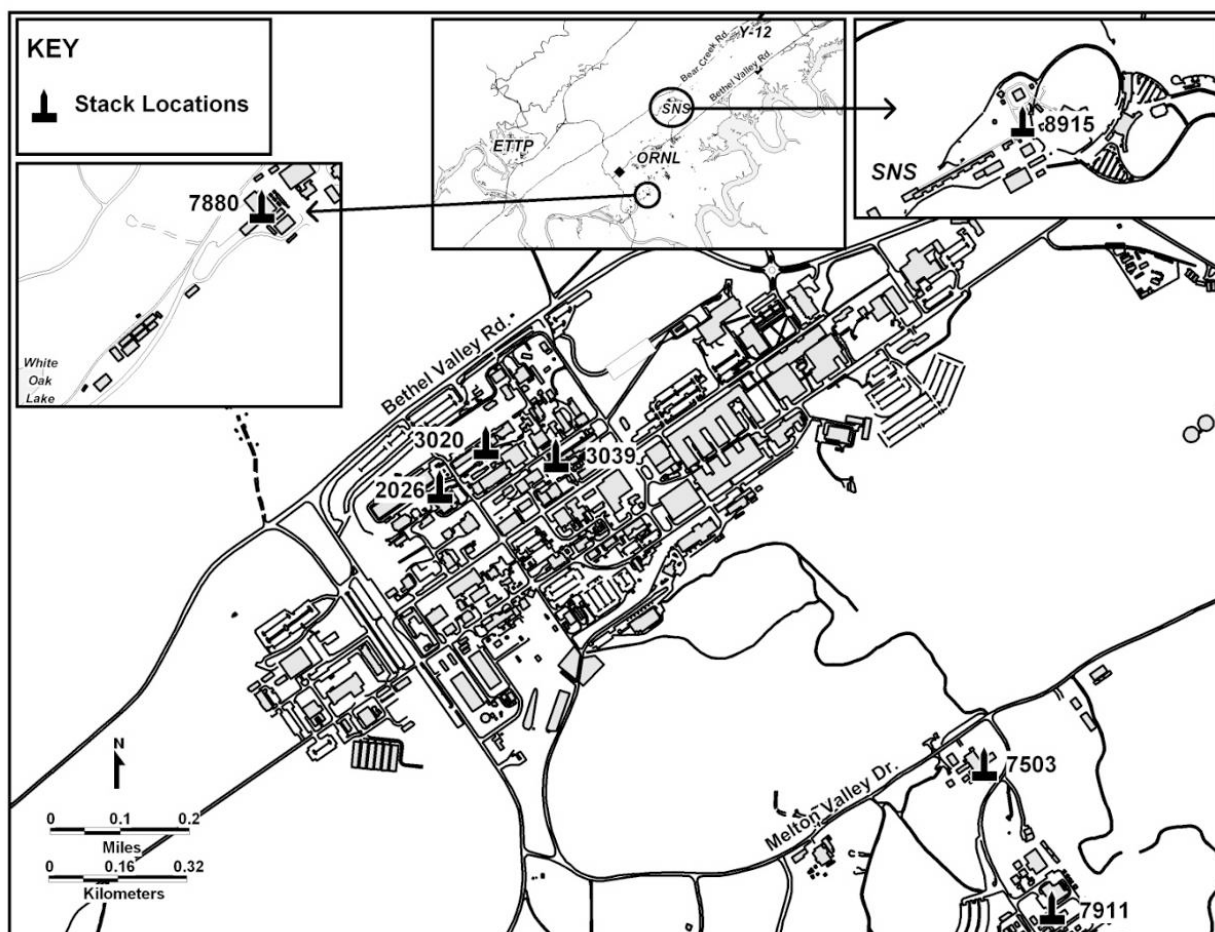 KEY
Stack Locations
Y-12
Bear Creek Rd.
Bethel Valley Rd.
SNS
ETTP
ORNL
8915
SNS
7880
White
Oak
Lake
Bethel Valley Rd.
3020
3039
2026
N
0 0.1 0.2
Miles
0 0.16 0.32
Kilometers
Melton Valley Dr.
7503
7911